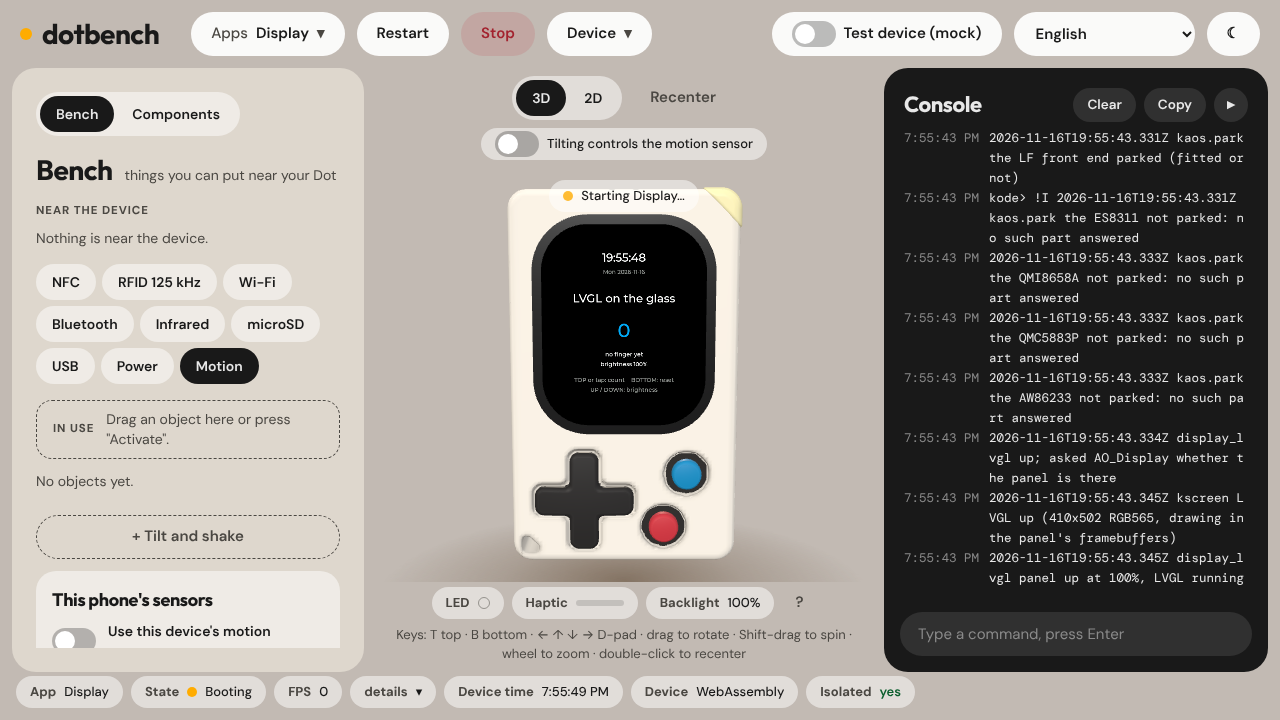 dotbench
Apps Display ▾
Restart
Stop
Device ▾
Test device (mock)
English
Bench
Components
Bench things you can put near your Dot
NEAR THE DEVICE
Nothing is near the device.
NFC
RFID 125 kHz
Wi-Fi
Bluetooth
Infrared
microSD
USB
Power
Motion
IN USE
Drag an object here or press
"Activate".
No objects yet.
+ Tilt and shake
This phone's sensors
Use this device's motion
3D
2D
Recenter
Tilting controls the motion sensor
Starting Display...
19:55:48
Mon 2026-11-16
LVGL on the glass
0
no finger yet
brightness 100%
TOP or tap: count BOTTOM: reset
UP / DOWN: brightness
LED
Haptic
Backlight 100%
?
Keys: T top · B bottom · ← ↑ ↓ → D-pad · drag to rotate · Shift-drag to spin ·
wheel to zoom · double-click to recenter
Console
Clear
Copy
7:55:43 PM 2026-11-16T19:55:43.331Z kaos.park
the LF front end parked (fitted or
not)
7:55:43 PM kode> !I 2026-11-16T19:55:43.331Z
kaos.park the ES8311 not parked: n
o such part answered
7:55:43 PM 2026-11-16T19:55:43.333Z kaos.park
the QMI8658A not parked: no such p
art answered
7:55:43 PM 2026-11-16T19:55:43.333Z kaos.park
the QMC5883P not parked: no such p
art answered
7:55:43 PM 2026-11-16T19:55:43.333Z kaos.park
the AW86233 not parked: no such pa
rt answered
7:55:43 PM 2026-11-16T19:55:43.334Z display_l
vgl up; asked AO_Display whether t
he panel is there
7:55:43 PM 2026-11-16T19:55:43.345Z kscreen L
VGL up (410x502 RGB565, drawing in
the panel's framebuffers)
7:55:43 PM 2026-11-16T19:55:43.345Z display_l
vgl panel up at 100%, LVGL running
Type a command, press Enter
App Display
State Booting
FPS 0
details ▾
Device time 7:55:49 PM
Device WebAssembly
Isolated yes